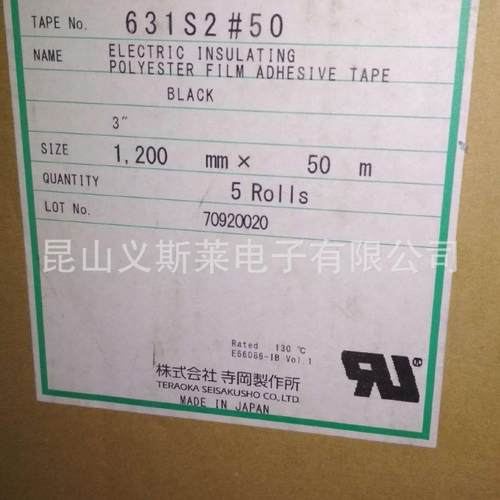 TAPE No. 631S2#50
NAME ELECTRIC INSULATING
POLYESTER FILM ADHESIVE TAPE
BLACK
3"
SIZE 1,200 mm × 50 m
QUANTITY 5 Rolls
LOT No. 70920020
昆山义斯莱电子有限公司
Rated 130 ℃
E56086-IB Vol.1
株式会社 寺岡製作所
TERAOKA SEISAKUSHO CO., LTD.
MADE IN JAPAN
RU®